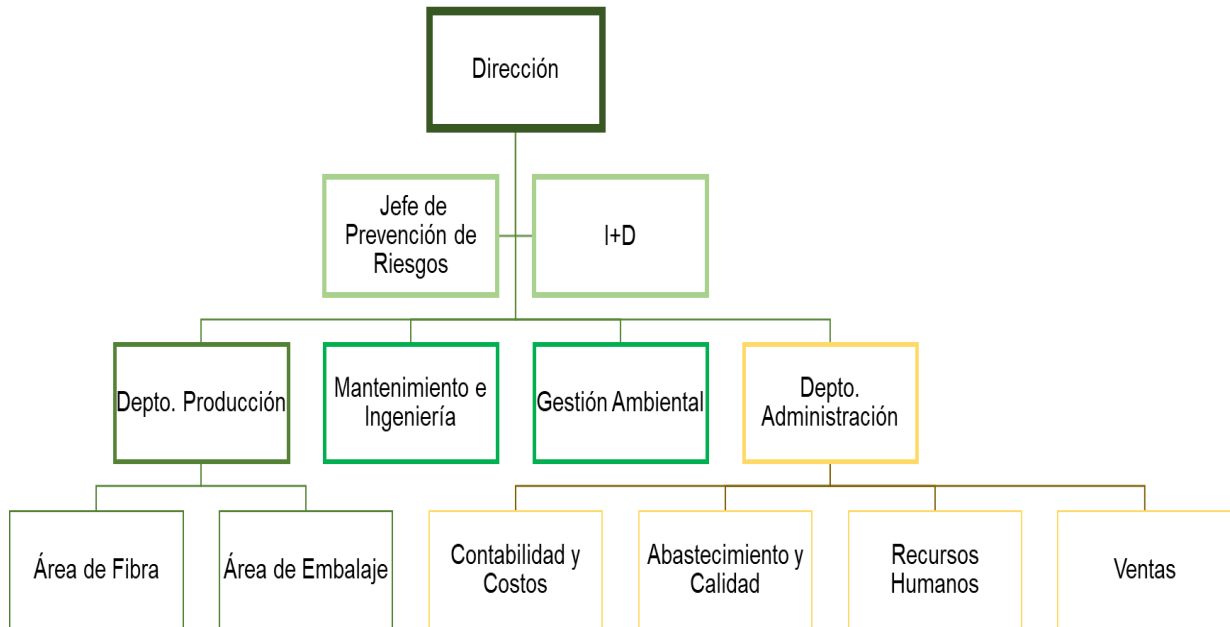 Dirección
Jefe de
Prevención de
Riesgos
I+D
Depto. Producción
Mantenimiento e
Ingeniería
Gestión Ambiental
Depto.
Administración
Área de Fibra
Área de Embalaje
Contabilidad y
Costos
Abastecimiento y
Calidad
Recursos
Humanos
Ventas